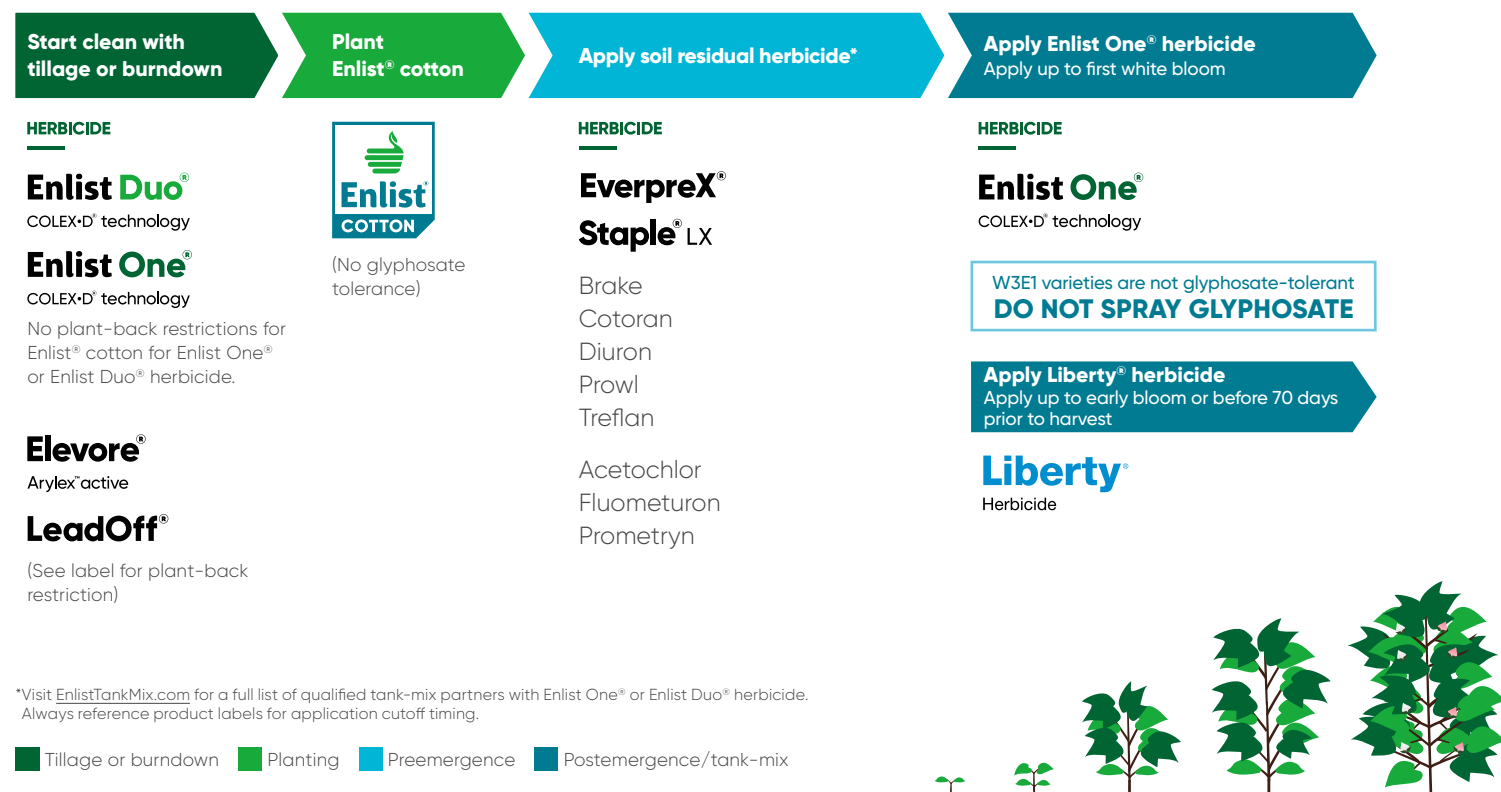 Start clean with
tillage or burndown
Plant
Enlist® cotton
Apply soil residual herbicide*
Apply Enlist One® herbicide
Apply up to first white bloom
HERBICIDE
Enlist Duo®
COLEX•D® technology
Enlist One®
COLEX•D® technology
No plant-back restrictions for
Enlist® cotton for Enlist One®
or Enlist Duo® herbicide.
Elevore®
Arylex™active
LeadOff®
(See label for plant-back
restriction)
Enlist®
COTTON
(No glyphosate
tolerance)
HERBICIDE
EverpreX®
Staple® LX
Brake
Cotoran
Diuron
Prowl
Treflan
Acetochlor
Fluometuron
Prometryn
HERBICIDE
Enlist One®
COLEX•D® technology
W3E1 varieties are not glyphosate-tolerant
DO NOT SPRAY GLYPHOSATE
Apply Liberty® herbicide
Apply up to early bloom or before 70 days
prior to harvest
Liberty®
Herbicide
*Visit EnlistTankMix.com for a full list of qualified tank-mix partners with Enlist One® or Enlist Duo® herbicide.
Always reference product labels for application cutoff timing.
Tillage or burndown
Planting
Preemergence
Postemergence/tank-mix